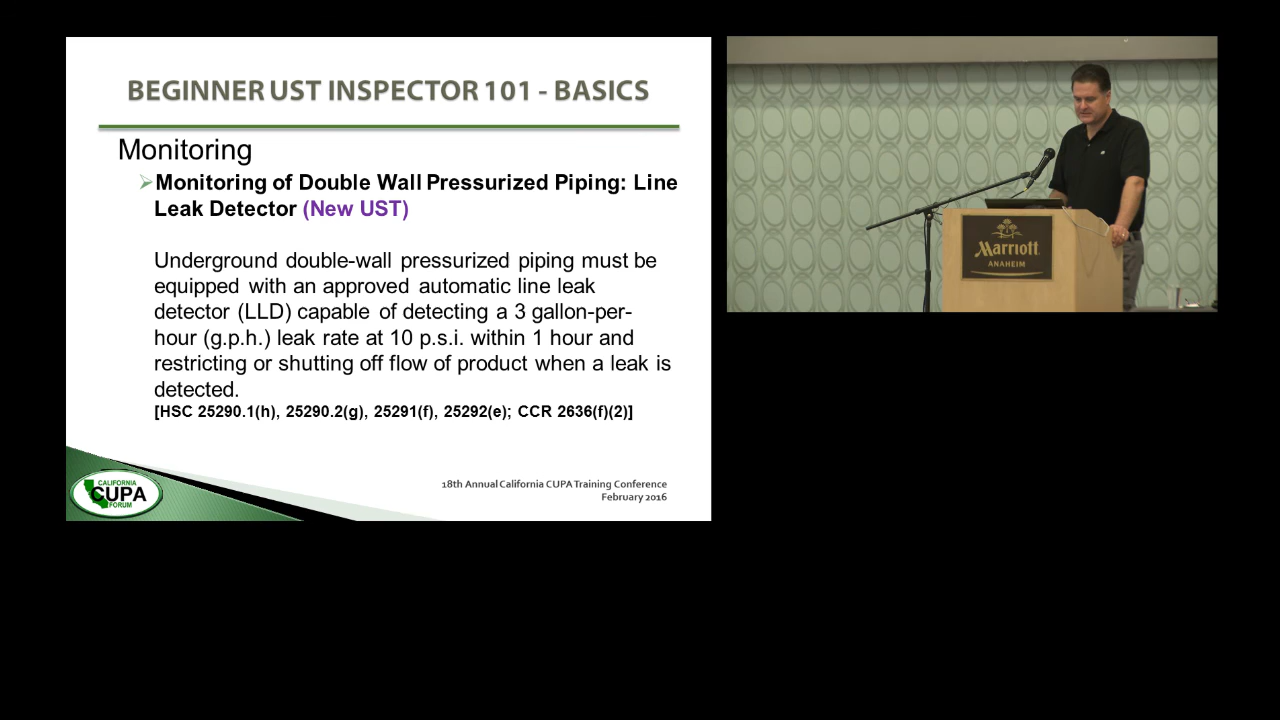 BEGINNER UST INSPECTOR 101 - BASICS
Monitoring
Monitoring of Double Wall Pressurized Piping: Line
Leak Detector (New UST)
Underground double-wall pressurized piping must be
equipped with an approved automatic line leak
detector (LLD) capable of detecting a 3 gallon-per-
hour (g.p.h.) leak rate at 10 p.s.i. within 1 hour and
restricting or shutting off flow of product when a leak is
detected.
[HSC 25290.1(h), 25290.2(g), 25291(f), 25292(e); CCR 2636(f)(2)]
CALIFORNIA
CUPA
FORUM
18th Annual California CUPA Training Conference
February 2016
Marriott
ANAHEIM